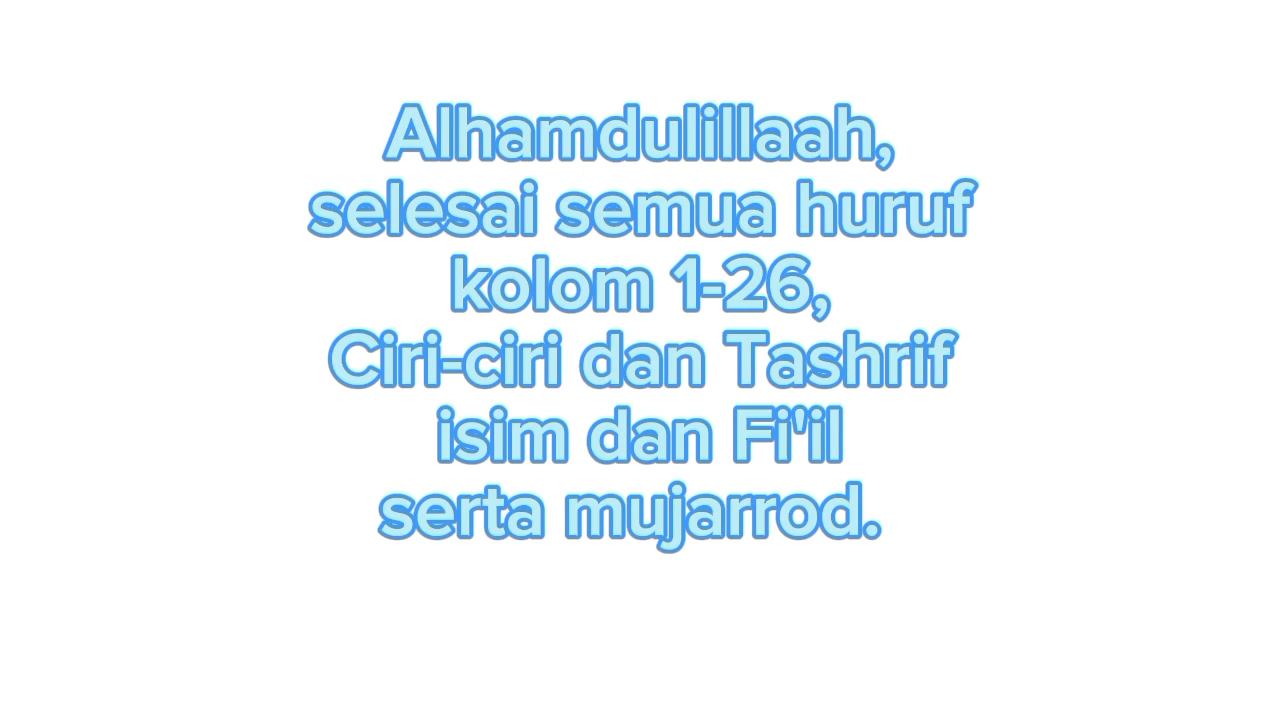 Alhamdulillaah,
selesai semua huruf
kolom 1-26,
Ciri-ciri dan Tashrif
isim dan Fi'il
serta mujarrod.